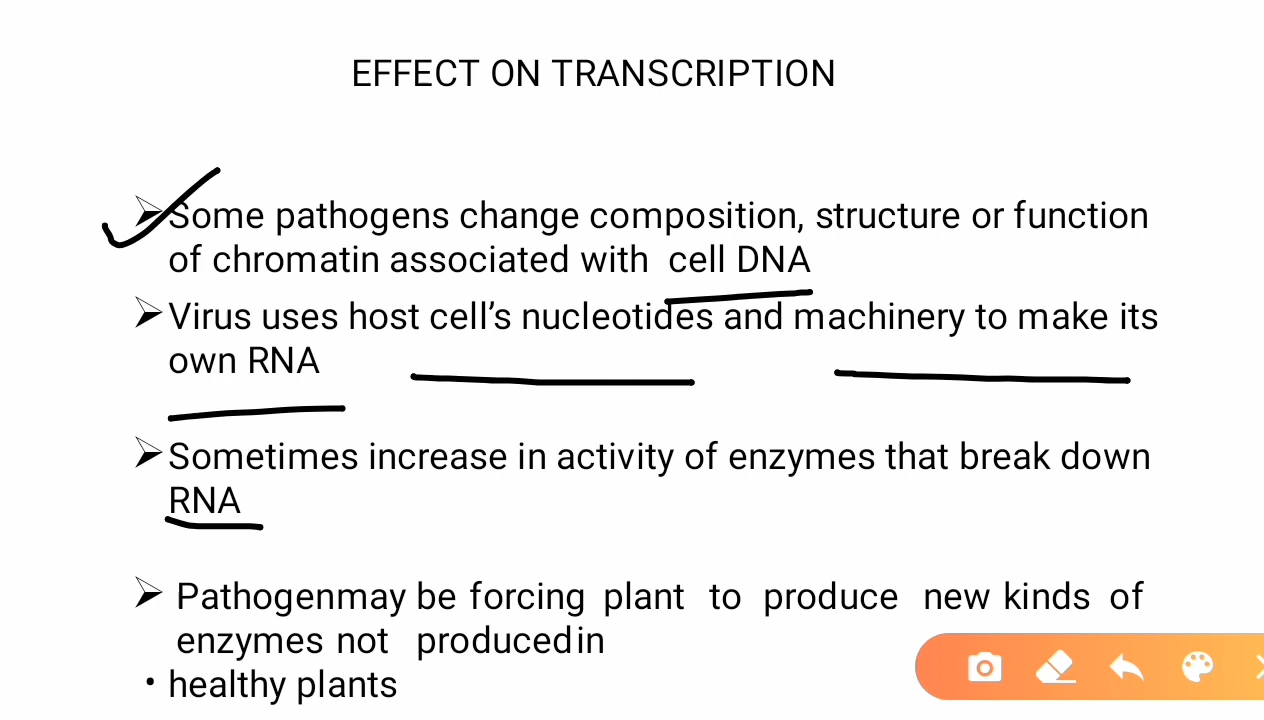 EFFECT ON TRANSCRIPTION
Some pathogens change composition, structure or function
of chromatin associated with cell DNA
Virus uses host cell’s nucleotides and machinery to make its
own RNA
Sometimes increase in activity of enzymes that break down
RNA
Pathogenmay be forcing plant to produce new kinds of
enzymes not producedin
• healthy plants